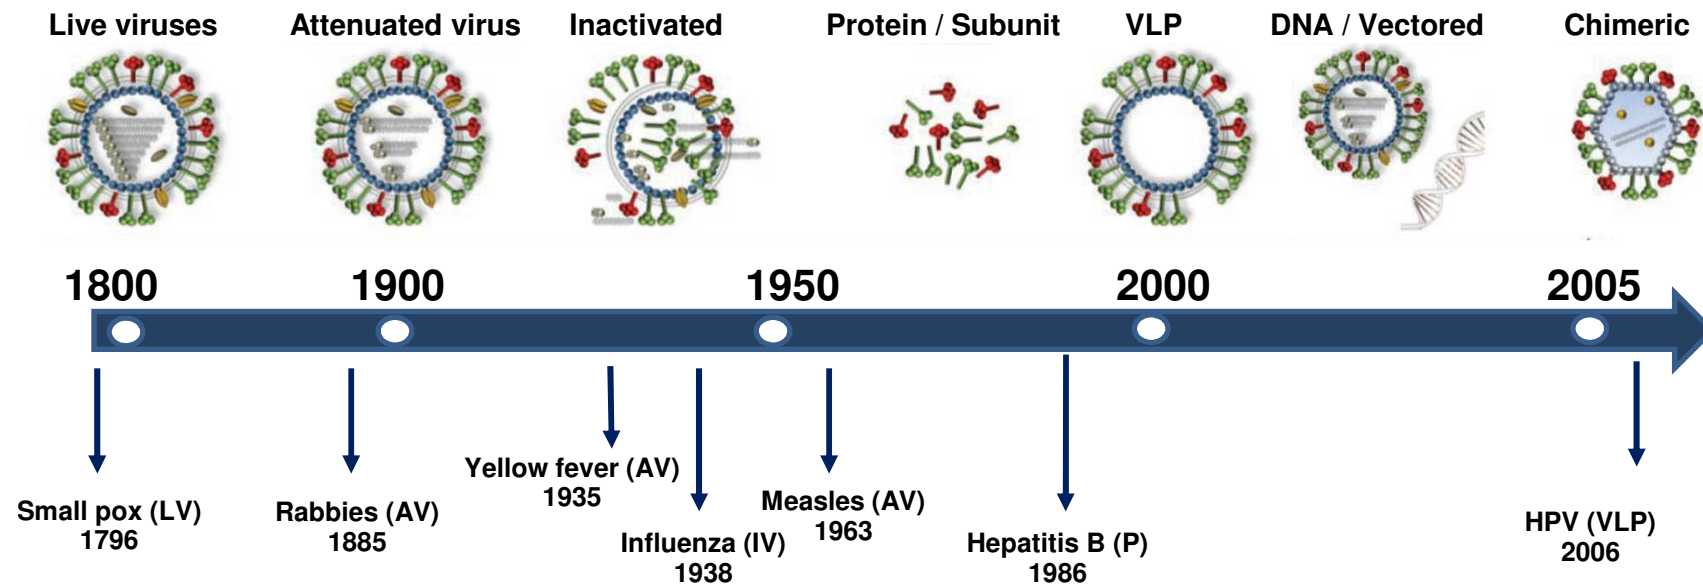 Live viruses
Attenuated virus
Inactivated
Protein / Subunit
VLP
DNA / Vectored
Chimeric
1800
1900
1950
2000
2005
Small pox (LV)
1796
Rabbies (AV)
1885
Yellow fever (AV)
1935
Influenza (IV)
1938
Measles (AV)
1963
Hepatitis B (P)
1986
HPV (VLP)
2006